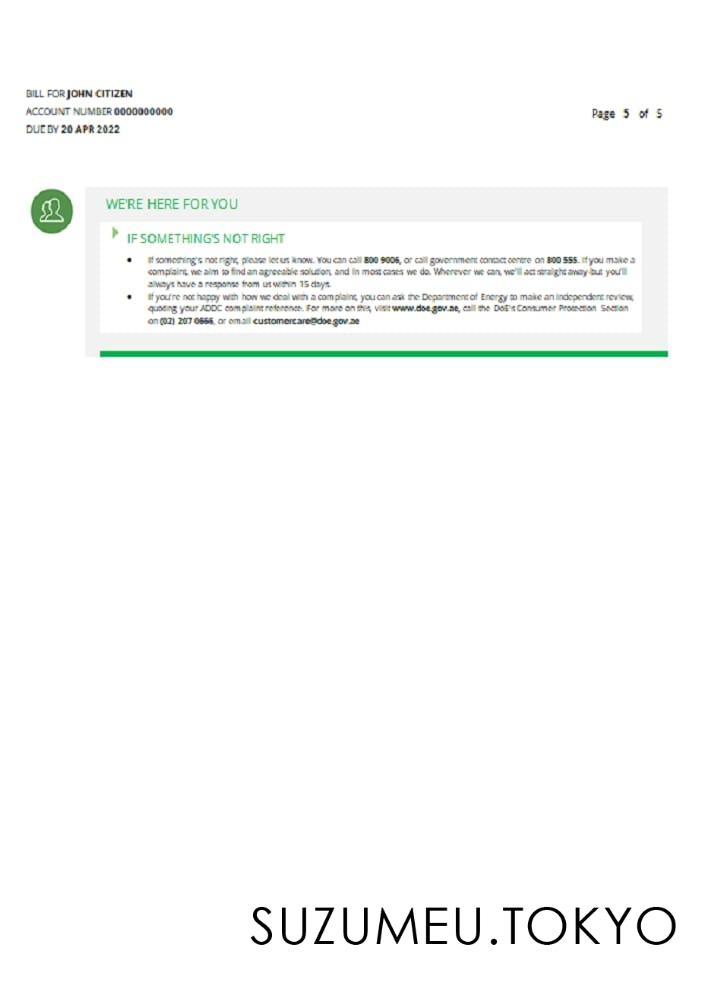 BILL FOR JOHN CITIZEN
ACCOUNT NUMBER 0000000000
DUE BY 20 APR 2022
Page 5 of 5
WE'RE HERE FOR YOU
IF SOMETHING'S NOT RIGHT
• If something's not right, please let us know. You can call 800 9006, or call government contact centre on 800 555. If you make a
complaint, we aim to find an agreeable solution, and in most cases we do. Wherever we can, we'll act straight away but you'll
always have a response from us within 15 days.
• If you're not happy with how we deal with a complaint, you can ask the Department of Energy to make an independent review,
quoting your ADDC complaint reference. For more on this, visit www.doe.gov.ae, call the DoE's Consumer Protection Section
on (02) 207 0555, or email customercare@doe.gov.ae
SUZUMEU.TOKYO